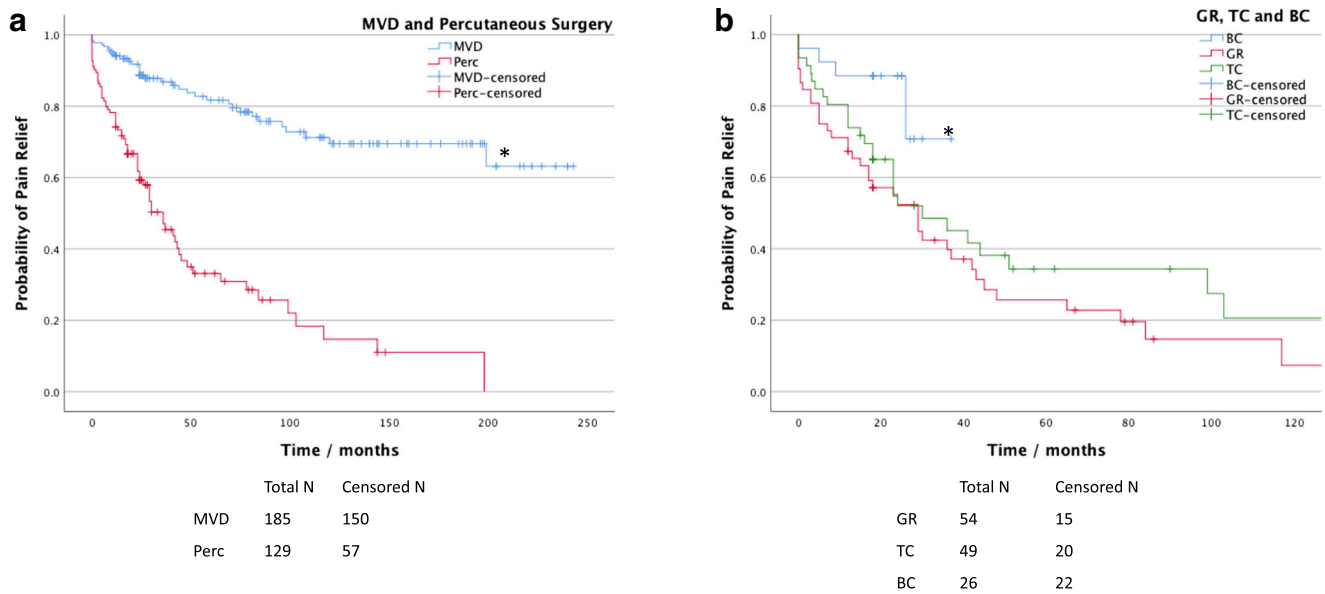 a
MVD and Percutaneous Surgery
MVD
Perc
MVD-censored
Perc-censored
*
Probability of Pain Relief
1.0
0.8
0.6
0.4
0.2
0.0
0 50 100 150 200 250
Time / months
Total N Censored N
MVD 185 150
Perc 129 57
b
GR, TC and BC
BC
GR
TC
BC-censored
GR-censored
TC-censored
*
Probability of Pain Relief
1.0
0.8
0.6
0.4
0.2
0.0
0 20 40 60 80 100 120
Time / months
Total N Censored N
GR 54 15
TC 49 20
BC 26 22